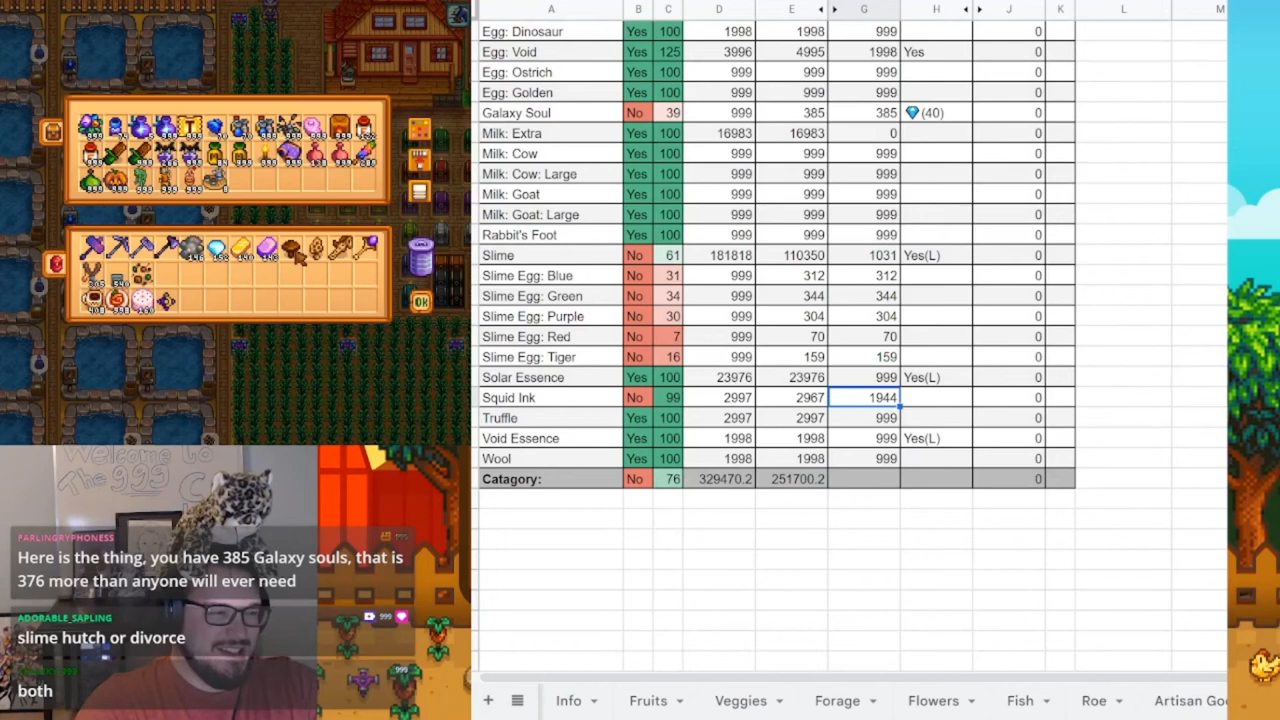 A B C D E G H J K L M
Egg: Dinosaur Yes 100 1998 1998 999 0
Egg: Void Yes 125 3996 4995 1998 Yes 0
Egg: Ostrich Yes 100 999 999 999 0
Egg: Golden Yes 100 999 999 999 0
Galaxy Soul No 39 999 385 385 💎(40) 0
Milk: Extra Yes 100 16983 16983 0 0
Milk: Cow Yes 100 999 999 999 0
Milk: Cow: Large Yes 100 999 999 999 0
Milk: Goat Yes 100 999 999 999 0
Milk: Goat: Large Yes 100 999 999 999 0
Rabbit's Foot Yes 100 999 999 999 0
Slime No 61 181818 110350 1031 Yes(L) 0
Slime Egg: Blue No 31 999 312 312 0
Slime Egg: Green No 34 999 344 344 0
Slime Egg: Purple No 30 999 304 304 0
Slime Egg: Red No 7 999 70 70 0
Slime Egg: Tiger No 16 999 159 159 0
Solar Essence Yes 100 23976 23976 999 Yes(L) 0
Squid Ink No 99 2997 2967 1944 0
Truffle Yes 100 2997 2997 999 0
Void Essence Yes 100 1998 1998 999 Yes(L) 0
Wool Yes 100 1998 1998 999 0
Catagory: No 76 329470.2 251700.2 0
+ Info Fruits Veggies Forage Flowers Fish Roe Artisan Goo
OK
Welcome to
The 999 C
FARLINGRYPHONESS
Here is the thing, you have 385 Galaxy souls, that is
376 more than anyone will ever need
ADORABLE_SAPLING 999
slime hutch or divorce
999
both